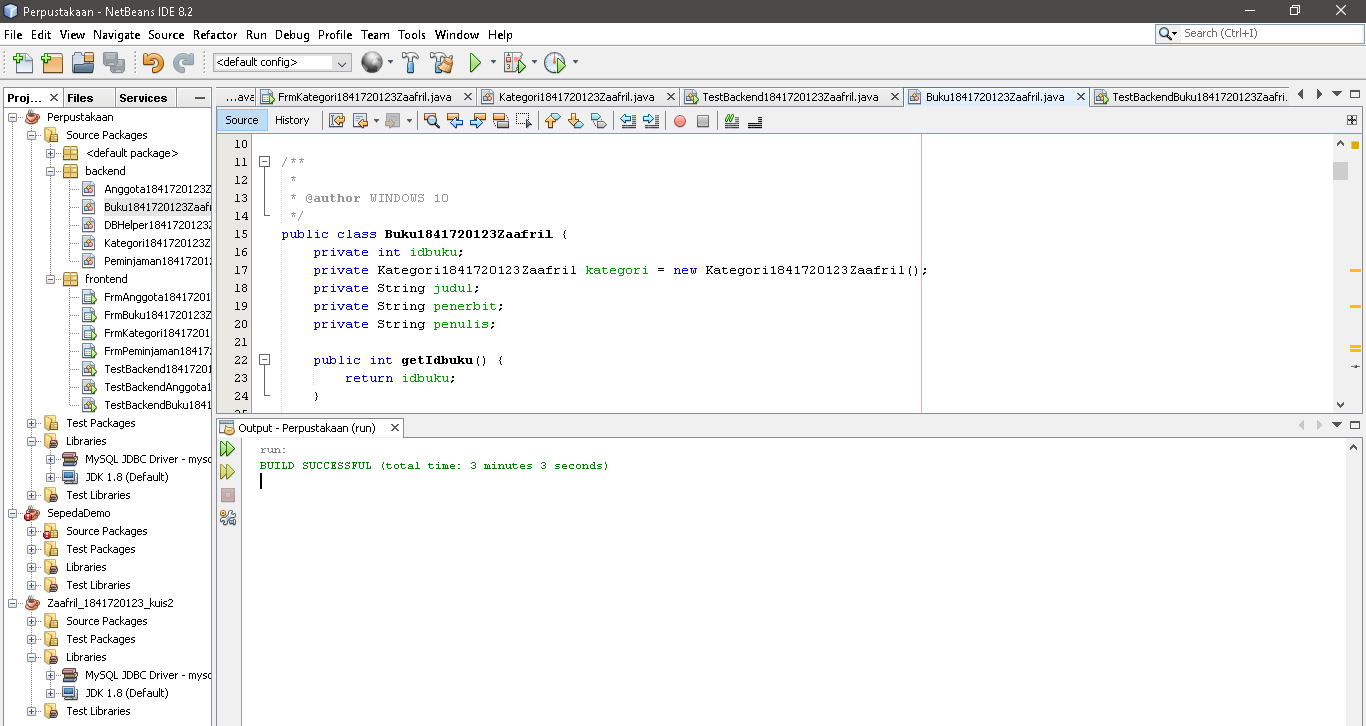 Perpustakaan - NetBeans IDE 8.2
File Edit View Navigate Source Refactor Run Debug Profile Team Tools Window Help
Search (Ctrl+I)
<default config>
Proj... Files Services
...ava FrmKategori1841720123Zaafril.java Kategori1841720123Zaafril.java TestBackend1841720123Zaafril.java Buku1841720123Zaafril.java TestBackendBuku1841720123Zaafri...
Source History
Perpustakaan
Source Packages
<default package>
backend
Anggota1841720123Z
Buku1841720123Zaafr
DBHelper1841720123Z
Kategori1841720123Z
Peminjaman18417201
frontend
FrmAnggota18417201
FrmBuku1841720123Z
FrmKategori18417201
FrmPeminjaman18417
TestBackend1841720
TestBackendAnggota1
TestBackendBuku1841
Test Packages
Libraries
MySQL JDBC Driver - mysq
JDK 1.8 (Default)
Test Libraries
SepedaDemo
Source Packages
Test Packages
Libraries
Test Libraries
Zaafril_1841720123_kuis2
Source Packages
Test Packages
Libraries
MySQL JDBC Driver - mysq
JDK 1.8 (Default)
Test Libraries
10
11 /**
12 *
13 * @author WINDOWS 10
14 */
15 public class Buku1841720123Zaafril {
16 private int idbuku;
17 private Kategori1841720123Zaafril kategori = new Kategori1841720123Zaafril();
18 private String judul;
19 private String penerbit;
20 private String penulis;
21
22 public int getIdbuku() {
23 return idbuku;
24 }
Output - Perpustakaan (run)
run:
BUILD SUCCESSFUL (total time: 3 minutes 3 seconds)